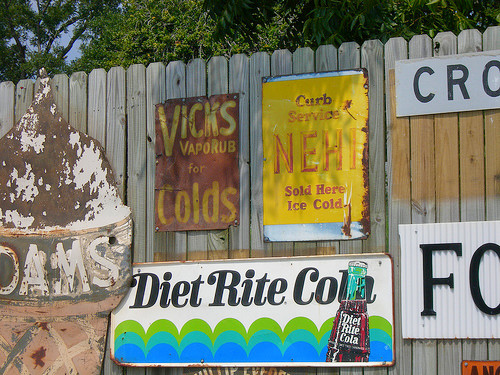 VICKS
VAPORUB
for
Colds
Curb
Service
NEHI
Sold Here
Ice Cold
CRO
DAMS
Diet Rite Cola
Diet
Rite
Cola
FO
AN